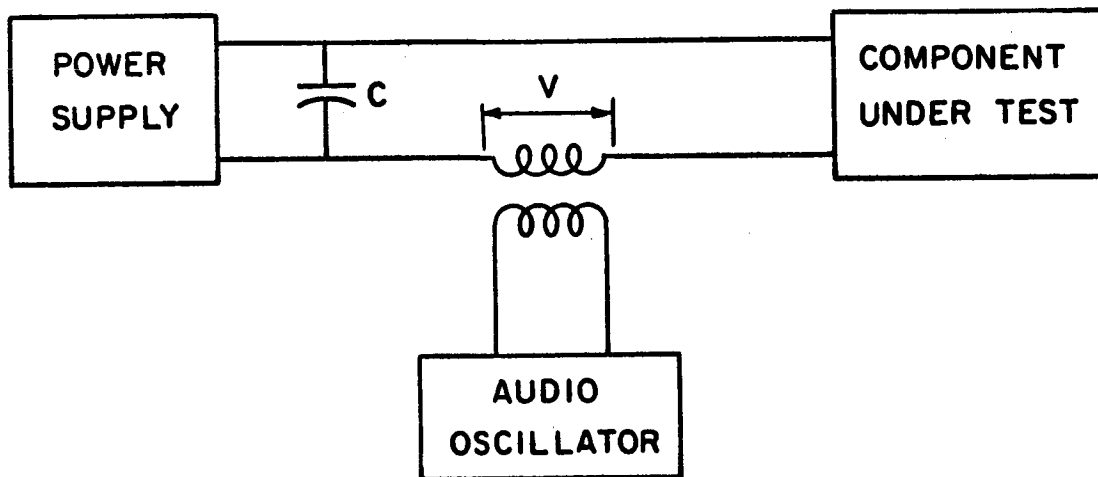 POWER
SUPPLY
C
V
COMPONENT
UNDER TEST
AUDIO
OSCILLATOR